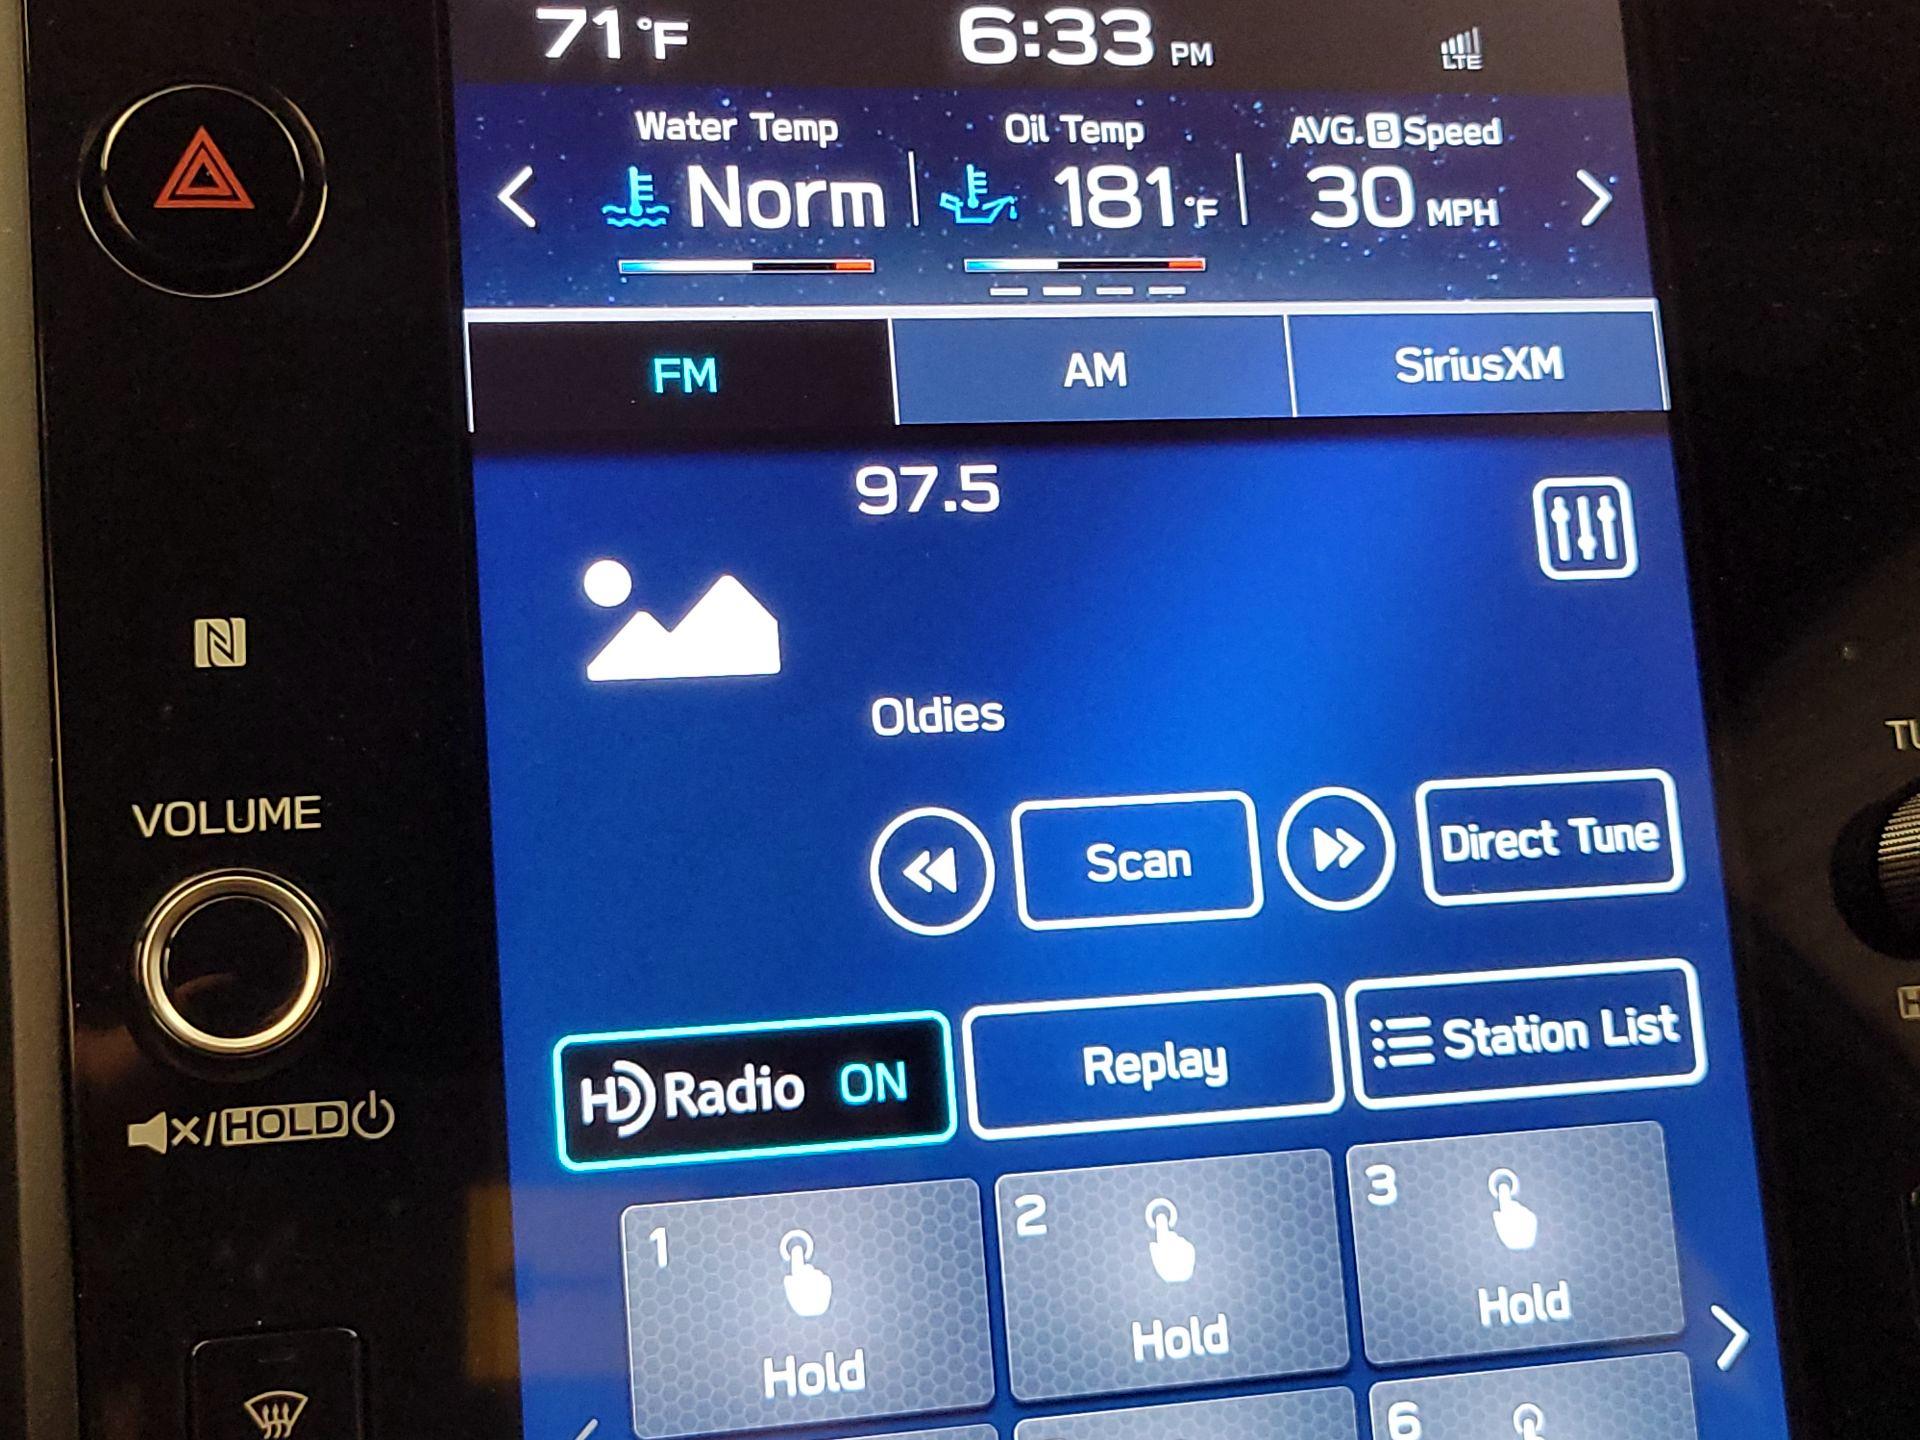 71°F 6:33 PM LTE
Water Temp Oil Temp AVG. B Speed
Norm 181°F 30 MPH
FM AM SiriusXM
97.5
Oldies
VOLUME
Scan Direct Tune
HD Radio ON Replay Station List
/HOLD
1 2 3
Hold Hold Hold
6